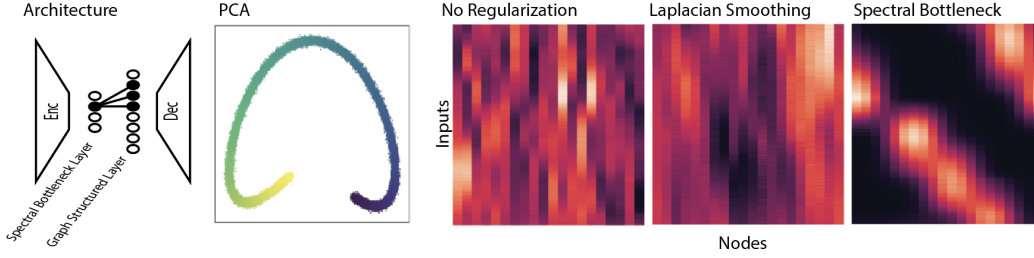 Architecture
Enc
Dec
Spectral Bottleneck Layer
Graph Structured Layer
PCA
No Regularization
Laplacian Smoothing
Spectral Bottleneck
Inputs
Nodes